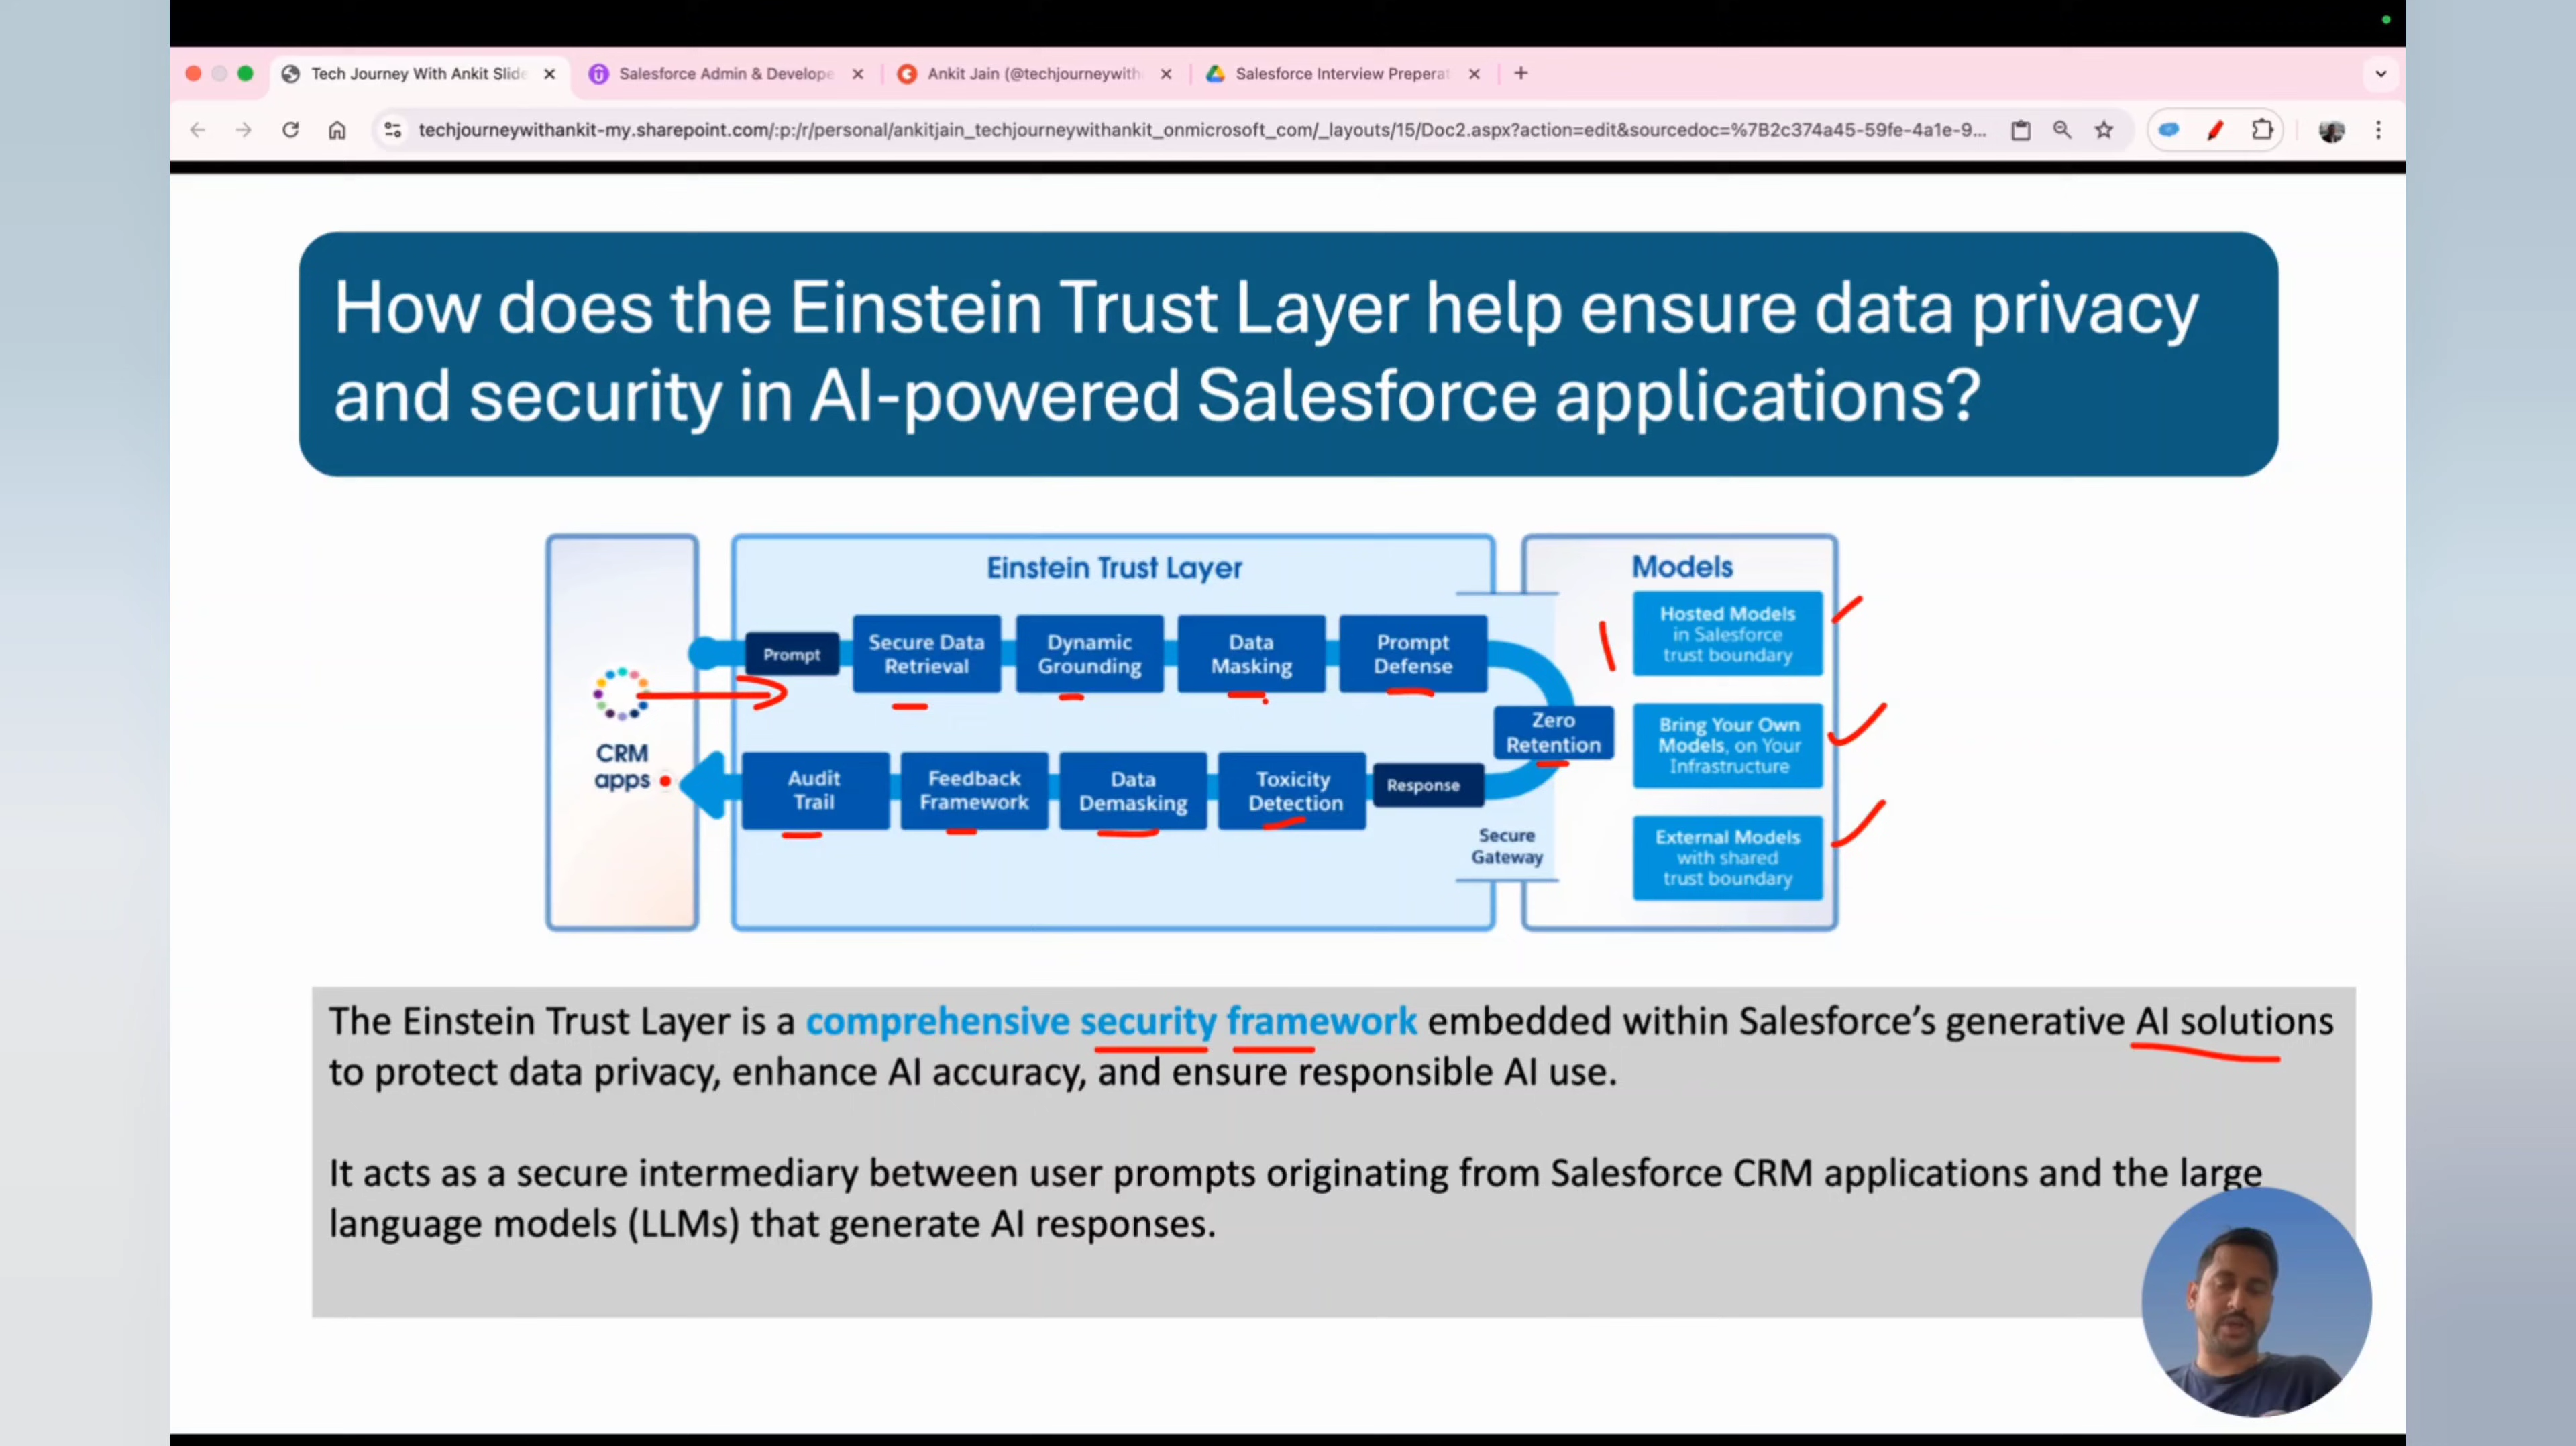 Tech Journey With Ankit Slide
Salesforce Admin & Develope
Ankit Jain (@techjourneywith
Salesforce Interview Preperat
techjourneywithankit-my.sharepoint.com/:p:/r/personal/ankitjain_techjourneywithankit_onmicrosoft_com/_layouts/15/Doc2.aspx?action=edit&sourcedoc=%7B2c374a45-59fe-4a1e-9...
How does the Einstein Trust Layer help ensure data privacy
and security in AI-powered Salesforce applications?
CRM
apps
Einstein Trust Layer
Prompt
Secure Data
Retrieval
Dynamic
Grounding
Data
Masking
Prompt
Defense
Zero
Retention
Audit
Trail
Feedback
Framework
Data
Demasking
Toxicity
Detection
Response
Secure
Gateway
Models
Hosted Models
in Salesforce
trust boundary
Bring Your Own
Models, on Your
Infrastructure
External Models
with shared
trust boundary
The Einstein Trust Layer is a comprehensive security framework embedded within Salesforce's generative AI solutions
to protect data privacy, enhance AI accuracy, and ensure responsible AI use.
It acts as a secure intermediary between user prompts originating from Salesforce CRM applications and the large
language models (LLMs) that generate AI responses.